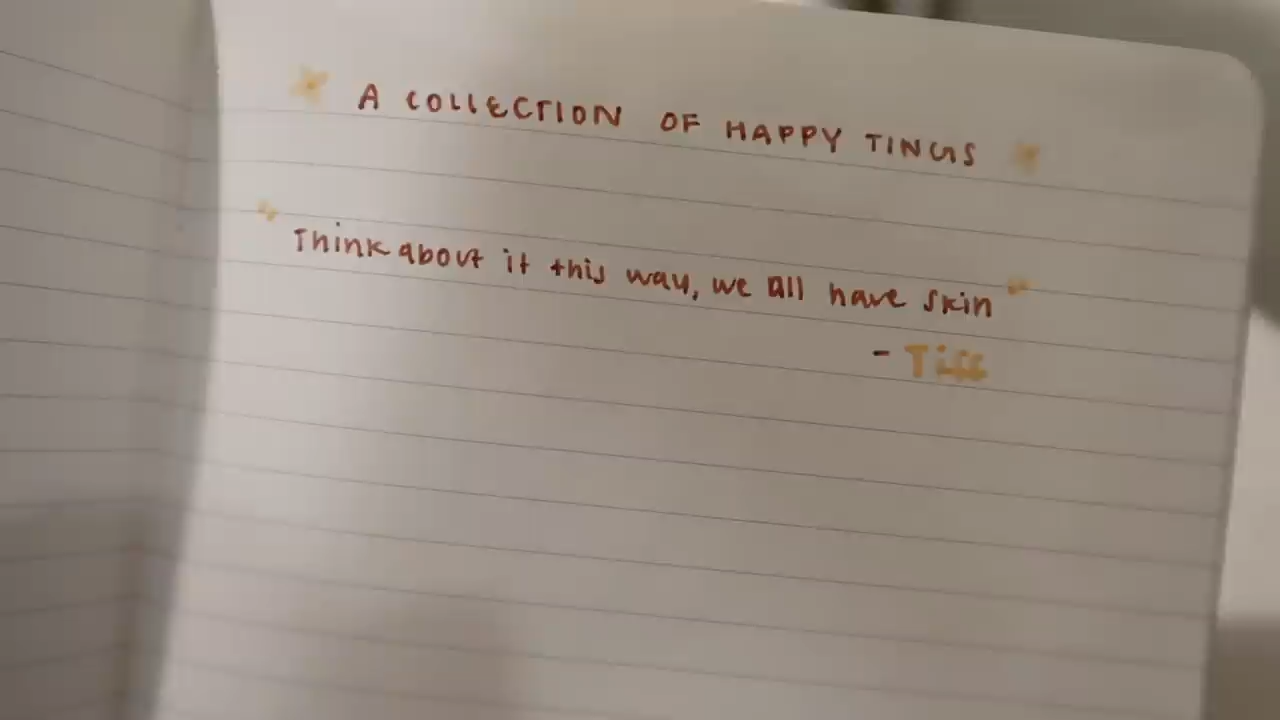 A COLLECTION OF HAPPY TINGS
"Think about it this way, we all have skin"
- Tiff